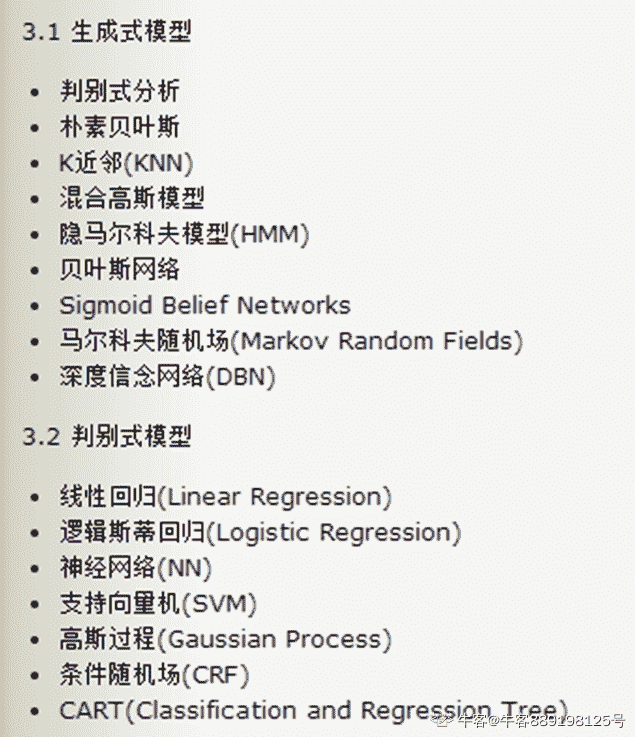 3.1 生成式模型
• 判别式分析
• 朴素贝叶斯
• K近邻(KNN)
• 混合高斯模型
• 隐马尔科夫模型(HMM)
• 贝叶斯网络
• Sigmoid Belief Networks
• 马尔科夫随机场(Markov Random Fields)
• 深度信念网络(DBN)
3.2 判别式模型
• 线性回归(Linear Regression)
• 逻辑斯蒂回归(Logistic Regression)
• 神经网络(NN)
• 支持向量机(SVM)
• 高斯过程(Gaussian Process)
• 条件随机场(CRF)
• CART(Classification and Regression Tree)
牛客@牛客889198125号